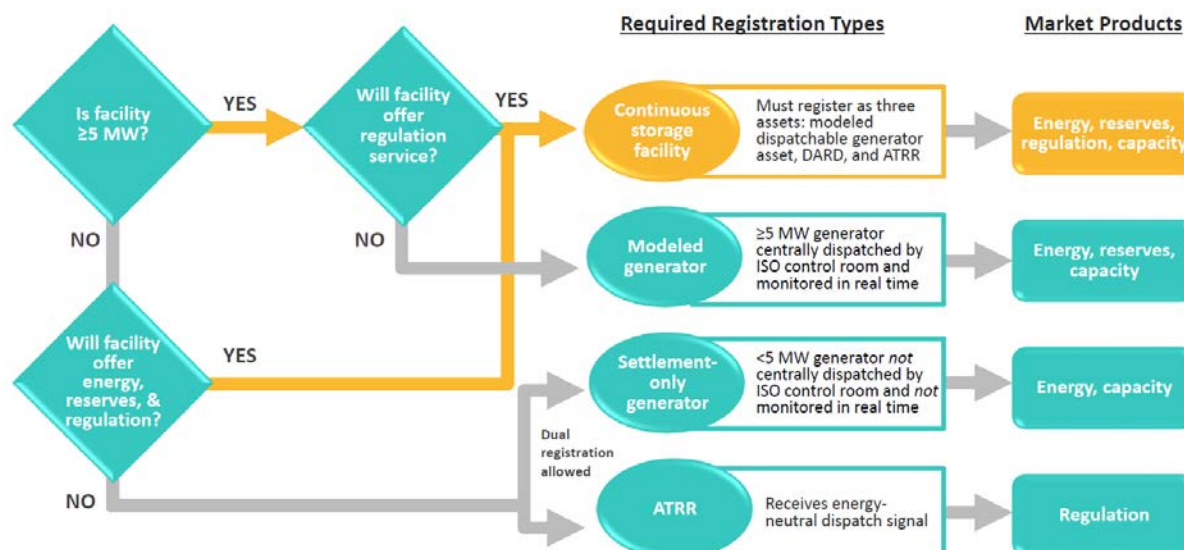 Required Registration Types
Market Products
Is facility
≥5 MW?
YES
Will facility
offer
regulation
service?
YES
Continuous
storage
facility
Must register as three
assets: modeled
dispatchable generator
asset, DARD, and ATRR
Energy, reserves,
regulation, capacity
NO
NO
Modeled
generator
≥5 MW generator
centrally dispatched by
ISO control room and
monitored in real time
Energy, reserves,
capacity
Will facility
offer
energy,
reserves, &
regulation?
YES
Settlement-
only
generator
<5 MW generator not
centrally dispatched by
ISO control room and not
monitored in real time
Energy, capacity
Dual
registration
allowed
NO
ATRR
Receives energy-
neutral dispatch signal
Regulation